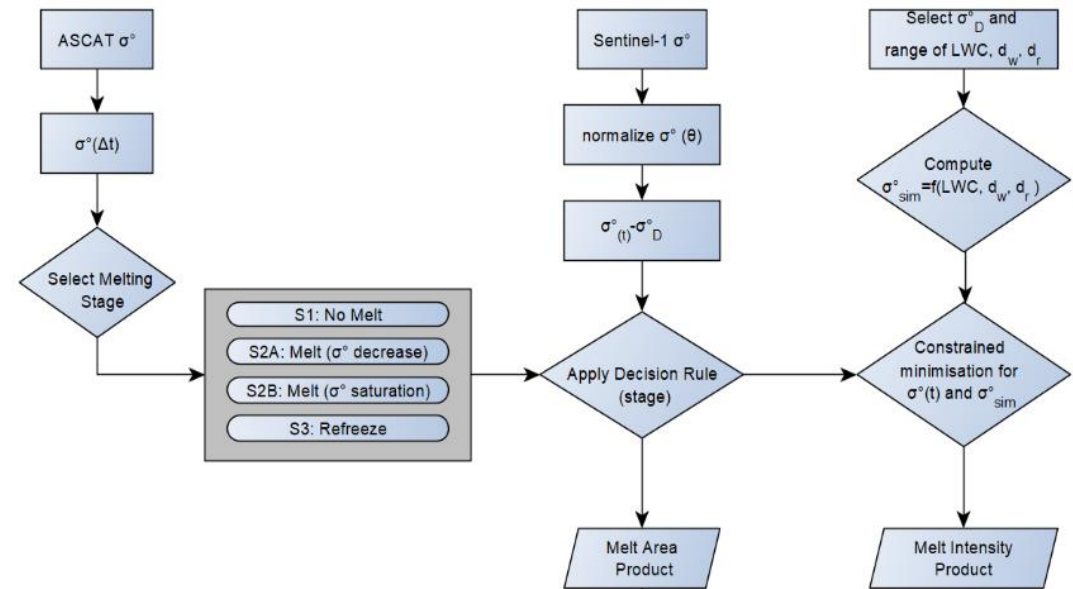 ASCAT σ°
σ°(Δt)
Select Melting
Stage
S1: No Melt
S2A: Melt (σ° decrease)
S2B: Melt (σ° saturation)
S3: Refreeze
Sentinel-1 σ°
normalize σ° (θ)
σ°(t)-σ°D
Apply Decision Rule
(stage)
Melt Area
Product
Select σ°D and
range of LWC, dw, dr
Compute
σ°sim=f(LWC, dw, dr )
Constrained
minimisation for
σ°(t) and σ°sim
Melt Intensity
Product